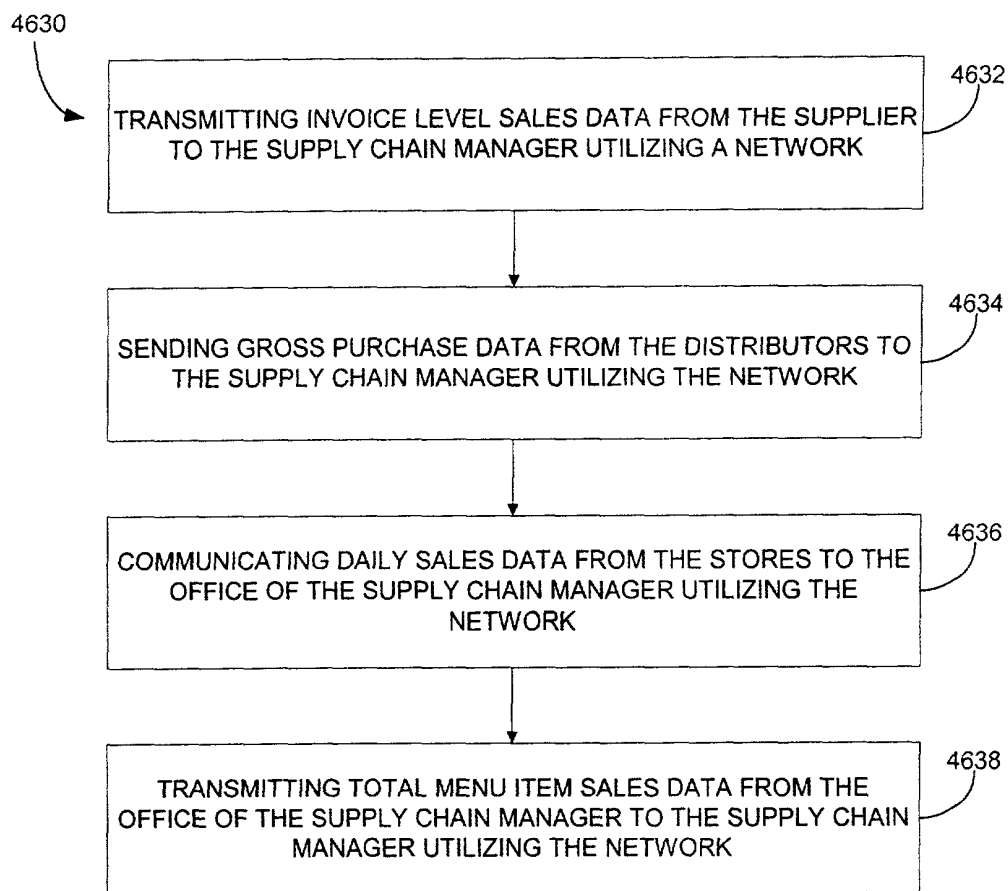 4630
4632
TRANSMITTING INVOICE LEVEL SALES DATA FROM THE SUPPLIER
TO THE SUPPLY CHAIN MANAGER UTILIZING A NETWORK
4634
SENDING GROSS PURCHASE DATA FROM THE DISTRIBUTORS TO
THE SUPPLY CHAIN MANAGER UTILIZING THE NETWORK
4636
COMMUNICATING DAILY SALES DATA FROM THE STORES TO THE
OFFICE OF THE SUPPLY CHAIN MANAGER UTILIZING THE
NETWORK
4638
TRANSMITTING TOTAL MENU ITEM SALES DATA FROM THE
OFFICE OF THE SUPPLY CHAIN MANAGER TO THE SUPPLY CHAIN
MANAGER UTILIZING THE NETWORK